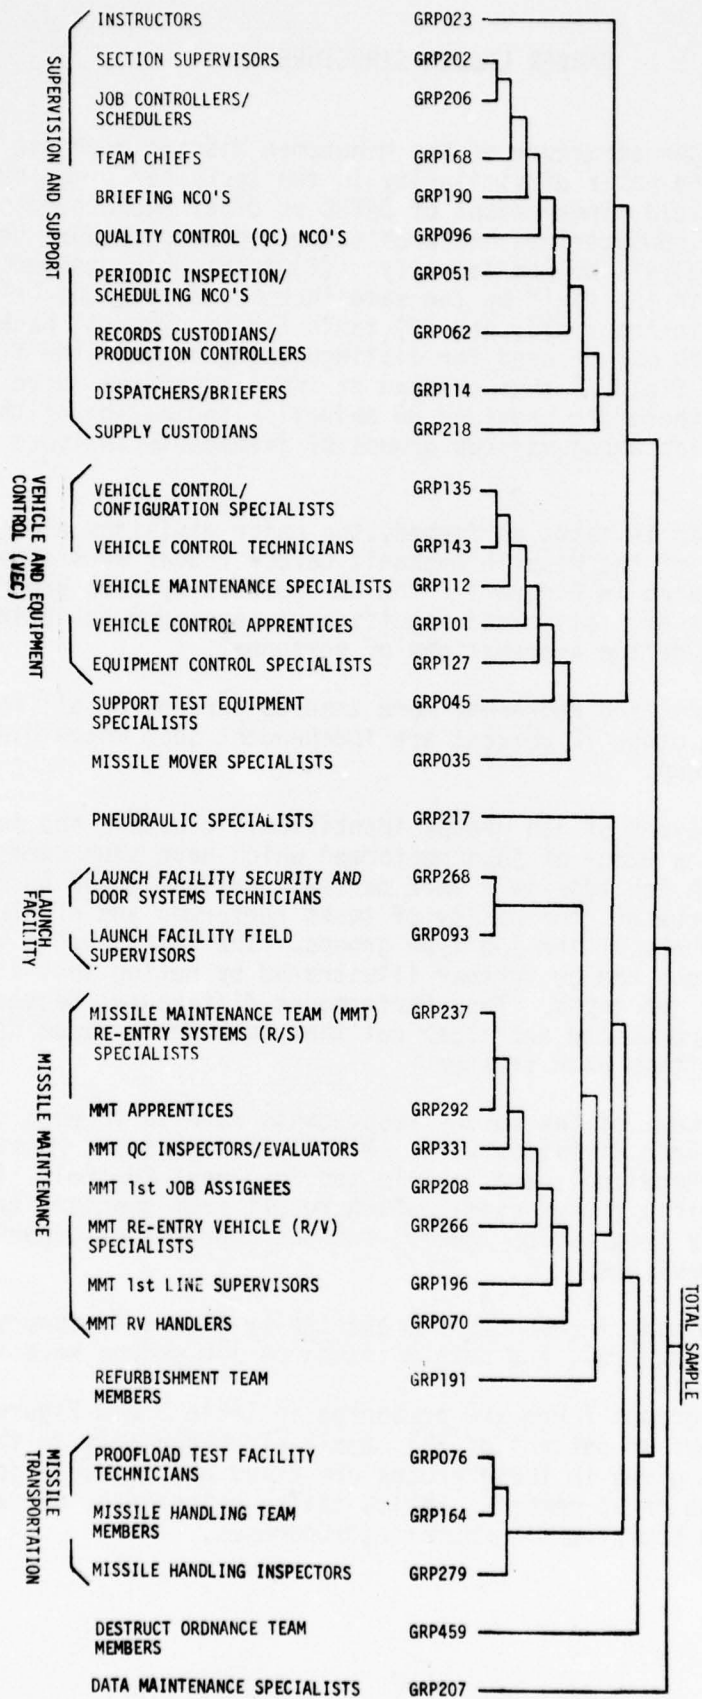 SUPERVISION AND SUPPORT
INSTRUCTORS GRP023
SECTION SUPERVISORS GRP202
JOB CONTROLLERS/ GRP206
SCHEDULERS
TEAM CHIEFS GRP168
BRIEFING NCO'S GRP190
QUALITY CONTROL (QC) NCO'S GRP096
PERIODIC INSPECTION/ GRP051
SCHEDULING NCO'S
RECORDS CUSTODIANS/ GRP062
PRODUCTION CONTROLLERS
DISPATCHERS/BRIEFERS GRP114
SUPPLY CUSTODIANS GRP218
VEHICLE AND EQUIPMENT
CONTROL (VEC)
VEHICLE CONTROL/ GRP135
CONFIGURATION SPECIALISTS
VEHICLE CONTROL TECHNICIANS GRP143
VEHICLE MAINTENANCE SPECIALISTS GRP112
VEHICLE CONTROL APPRENTICES GRP101
EQUIPMENT CONTROL SPECIALISTS GRP127
SUPPORT TEST EQUIPMENT GRP045
SPECIALISTS
MISSILE MOVER SPECIALISTS GRP035
PNEUDRAULIC SPECIALISTS GRP217
LAUNCH
FACILITY
LAUNCH FACILITY SECURITY AND GRP268
DOOR SYSTEMS TECHNICIANS
LAUNCH FACILITY FIELD GRP093
SUPERVISORS
MISSILE MAINTENANCE
MISSILE MAINTENANCE TEAM (MMT) GRP237
RE-ENTRY SYSTEMS (R/S)
SPECIALISTS
MMT APPRENTICES GRP292
MMT QC INSPECTORS/EVALUATORS GRP331
MMT 1st JOB ASSIGNEES GRP208
MMT RE-ENTRY VEHICLE (R/V) GRP266
SPECIALISTS
MMT 1st LINE SUPERVISORS GRP196
MMT RV HANDLERS GRP070
REFURBISHMENT TEAM GRP191
MEMBERS
MISSILE
TRANSPORTATION
PROOFLOAD TEST FACILITY GRP076
TECHNICIANS
MISSILE HANDLING TEAM GRP164
MEMBERS
MISSILE HANDLING INSPECTORS GRP279
DESTRUCT ORDNANCE TEAM GRP459
MEMBERS
DATA MAINTENANCE SPECIALISTS GRP207
TOTAL SAMPLE